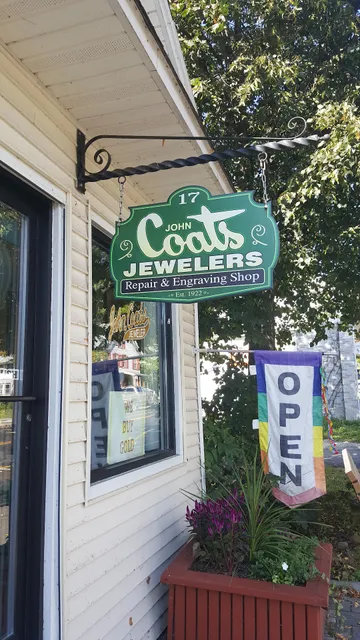 17
JOHN
Coats
JEWELERS
Repair & Engraving Shop
Est. 1922
OPEN
WE
BUY
GOLD